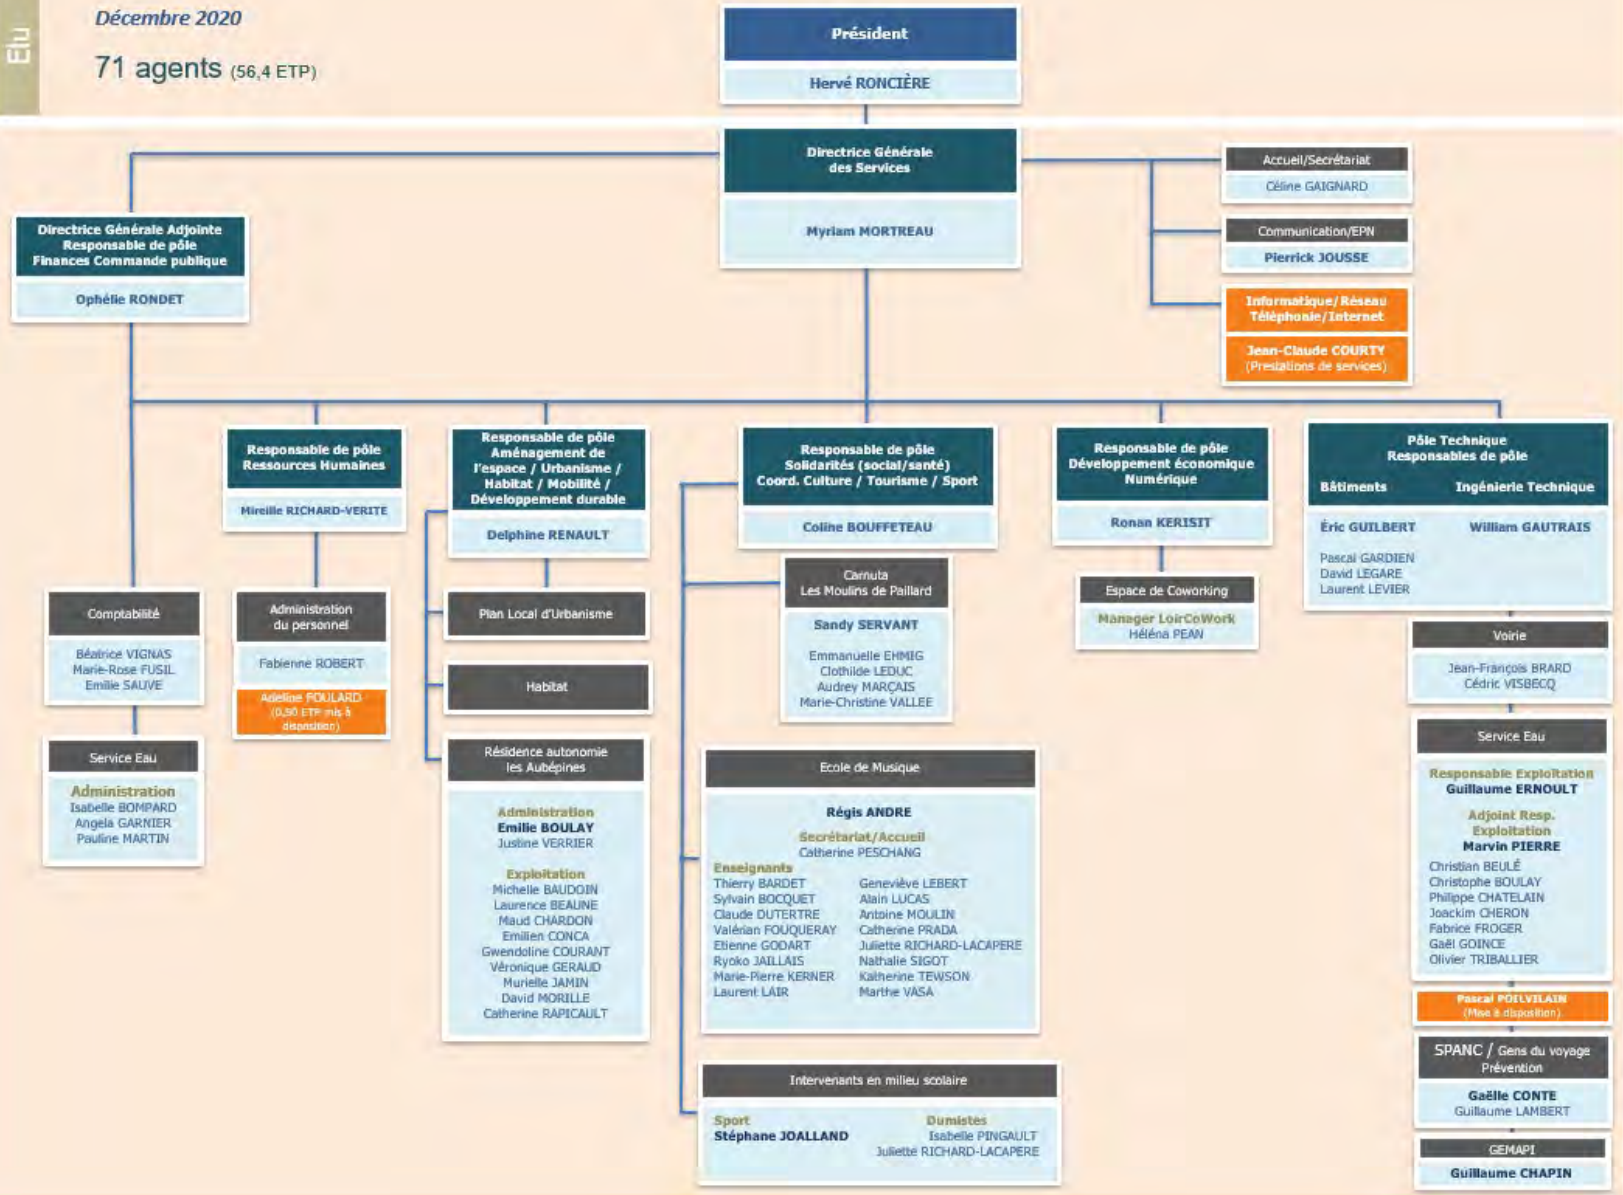 Elu
Décembre 2020
71 agents (56,4 ETP)
Président
Hervé RONCIÈRE
Directrice Générale
des Services
Myriam MORTREAU
Accueil/Secrétariat
Céline GAIGNARD
Communication/EPN
Pierrick JOUSSE
Informatique/Réseau
Téléphonie/Internet
Jean-Claude COURTY
(Prestations de services)
Directrice Générale Adjointe
Responsable de pôle
Finances Commande publique
Ophélie RONDET
Comptabilité
Béatrice VIGNAS
Marie-Rose FUSIL
Emilie SAUVE
Service Eau
Administration
Isabelle BOMPARD
Angela GARNIER
Pauline MARTIN
Responsable de pôle
Ressources Humaines
Mireille RICHARD-VERITE
Administration
du personnel
Fabienne ROBERT
Adeline FOULARD
(0,50 ETP mis à
disposition)
Responsable de pôle
Aménagement de
l'espace / Urbanisme /
Habitat / Mobilité /
Développement durable
Delphine RENAULT
Plan Local d'Urbanisme
Habitat
Résidence autonomie
les Aubépines
Administration
Emilie BOULAY
Justine VERRIER
Exploitation
Michelle BAUDOIN
Laurence BEAUNE
Maud CHARDON
Emilien CONCA
Gwendoline COURANT
Véronique GERAUD
Murielle JAMIN
David MORILLE
Catherine RAPICAULT
Responsable de pôle
Solidarités (social/santé)
Coord. Culture / Tourisme / Sport
Coline BOUFFETEAU
Carnuta
Les Moulins de Paillard
Sandy SERVANT
Emmanuelle EHMIG
Clothilde LEDUC
Audrey MARÇAIS
Marie-Christine VALLEE
Ecole de Musique
Régis ANDRE
Secrétariat/Accueil
Catherine PESCHANG
Enseignants
Thierry BARDET
Sylvain BOCQUET
Claude DUTERTRE
Valérian FOUQUERAY
Etienne GODART
Ryoko JAILLAIS
Marie-Pierre KERNER
Laurent LAIR
Geneviève LEBERT
Alain LUCAS
Antoine MOULIN
Catherine PRADA
Juliette RICHARD-LACAPERE
Nathalie SIGOT
Katherine TEWSON
Marthe VASA
Intervenants en milieu scolaire
Sport
Stéphane JOALLAND
Dumistes
Isabelle PINGAULT
Juliette RICHARD-LACAPERE
Responsable de pôle
Développement économique
Numérique
Ronan KERISIT
Espace de Coworking
Manager LoirCoWork
Héléna PEAN
Pôle Technique
Responsables de pôle
Bâtiments
Ingénierie Technique
Éric GUILBERT
William GAUTRAIS
Pascal GARDIEN
David LEGARE
Laurent LEVIER
Voirie
Jean-François BRARD
Cédric VISBECQ
Service Eau
Responsable Exploitation
Guillaume ERNOULT
Adjoint Resp.
Exploitation
Marvin PIERRE
Christian BEULÉ
Christophe BOULAY
Philippe CHATELAIN
Joackim CHERON
Fabrice FROGER
Gaël GOINCE
Olivier TRIBALLIER
Pascal POILVILAIN
(Mise à disposition)
SPANC / Gens du voyage
Prévention
Gaëlle CONTE
Guillaume LAMBERT
GEMAPI
Guillaume CHAPIN